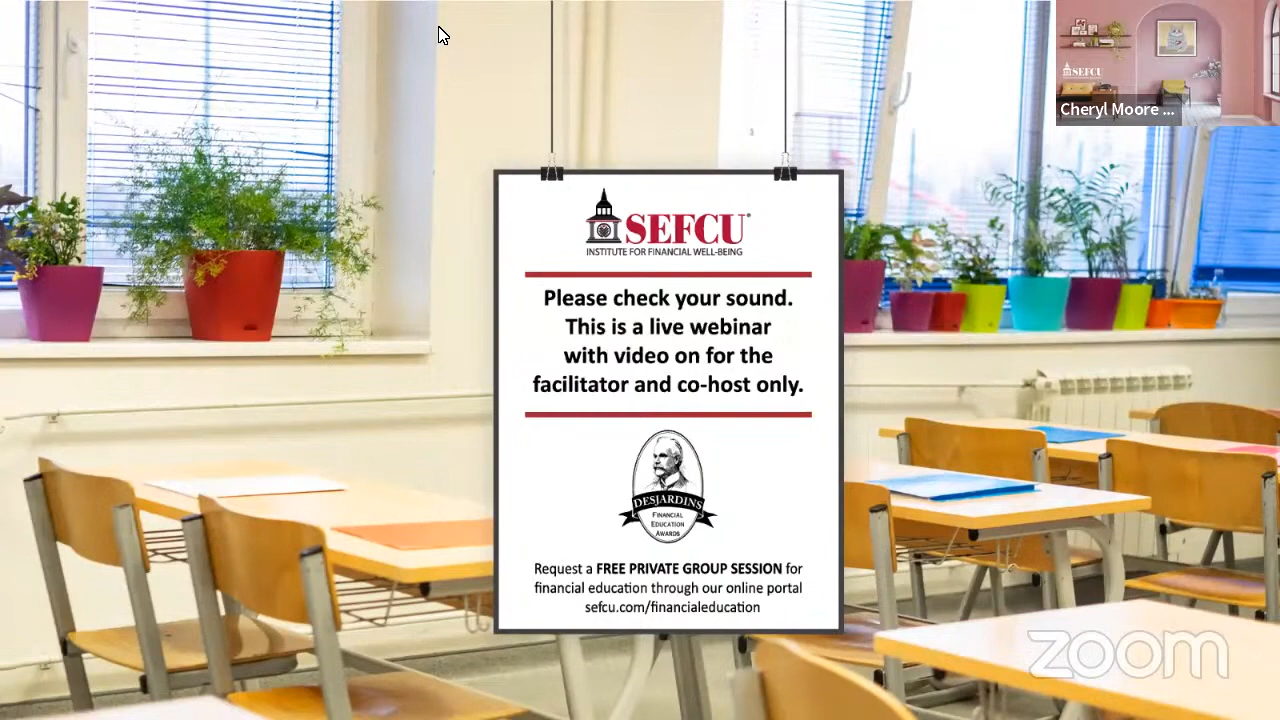 SEFCU
Cheryl Moore ...
SEFCU®
INSTITUTE FOR FINANCIAL WELL-BEING
Please check your sound.
This is a live webinar
with video on for the
facilitator and co-host only.
DESJARDINS
FINANCIAL
EDUCATION
AWARDS
Request a FREE PRIVATE GROUP SESSION for
financial education through our online portal
sefcu.com/financialeducation
zoom